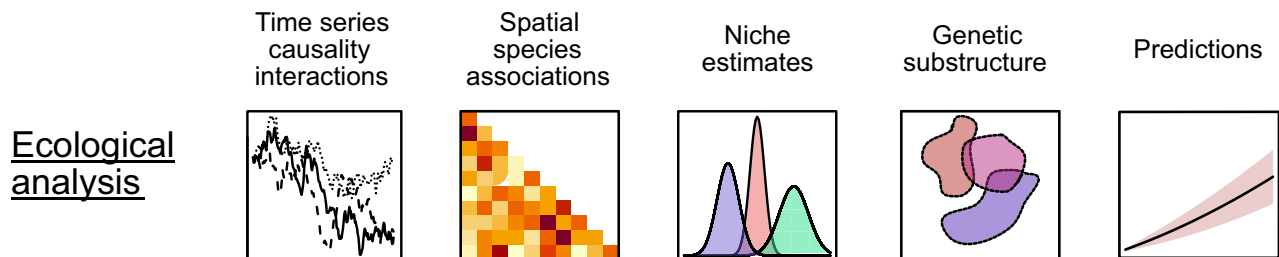 Time series
causality
interactions
Spatial
species
associations
Niche
estimates
Genetic
substructure
Predictions
Ecological
analysis